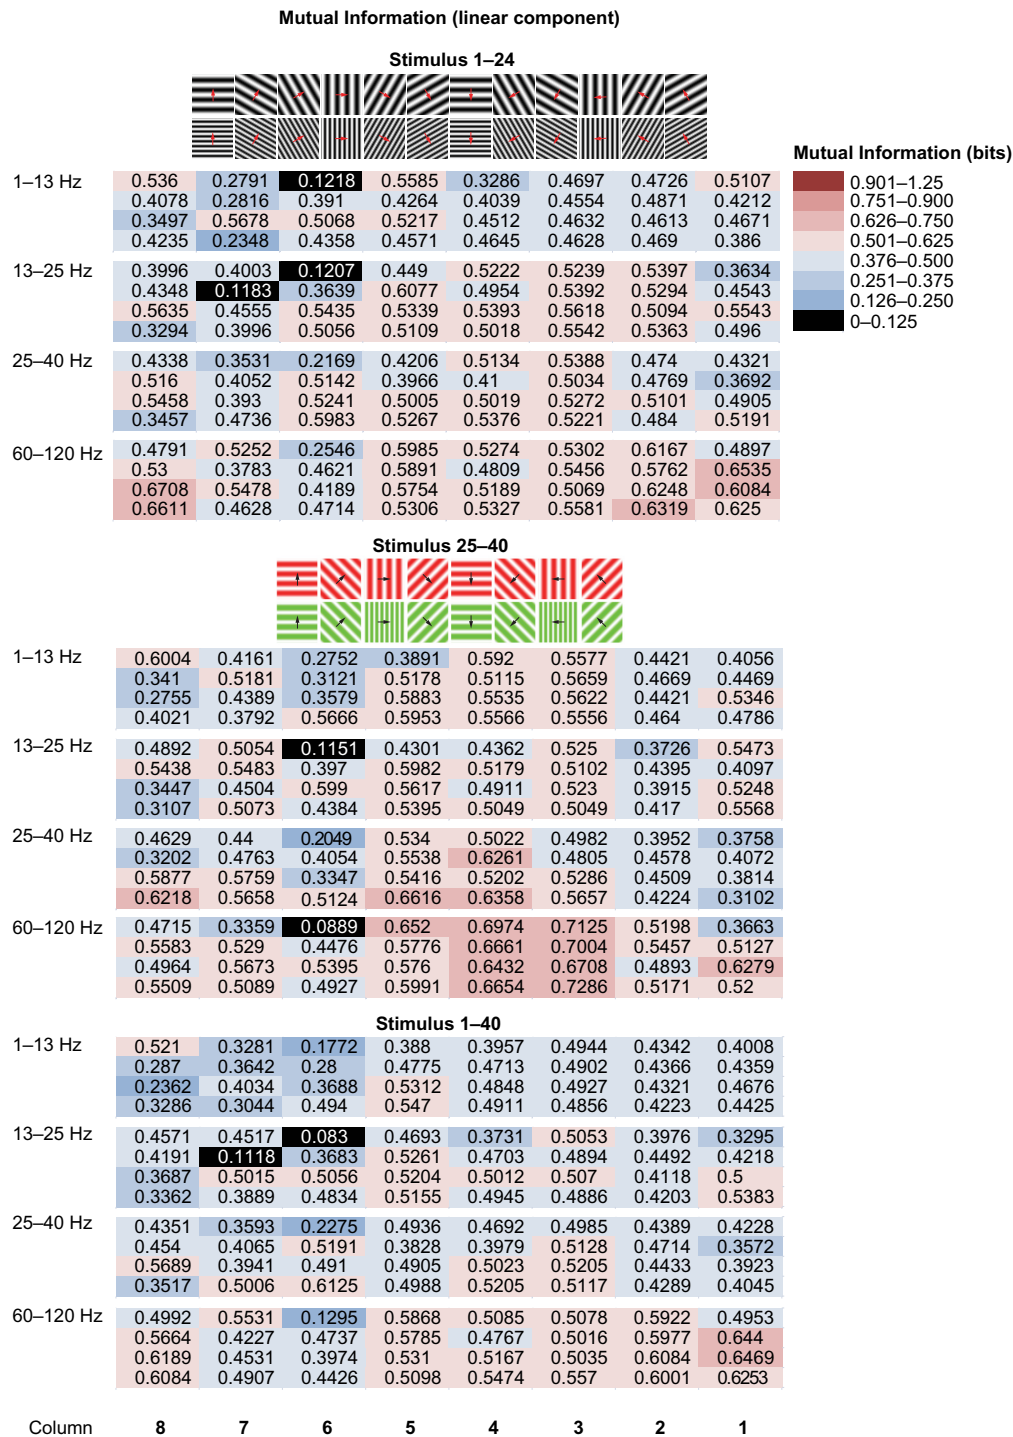 Mutual Information (linear component)
Stimulus 1–24
Mutual Information (bits)
0.901–1.25
0.751–0.900
0.626–0.750
0.501–0.625
0.376–0.500
0.251–0.375
0.126–0.250
0–0.125
1–13 Hz 0.536 0.2791 0.1218 0.5585 0.3286 0.4697 0.4726 0.5107
0.4078 0.2816 0.391 0.4264 0.4039 0.4554 0.4871 0.4212
0.3497 0.5678 0.5068 0.5217 0.4512 0.4632 0.4613 0.4671
0.4235 0.2348 0.4358 0.4571 0.4645 0.4628 0.469 0.386
13–25 Hz 0.3996 0.4003 0.1207 0.449 0.5222 0.5239 0.5397 0.3634
0.4348 0.1183 0.3639 0.6077 0.4954 0.5392 0.5294 0.4543
0.5635 0.4555 0.5435 0.5339 0.5393 0.5618 0.5094 0.5543
0.3294 0.3996 0.5056 0.5109 0.5018 0.5542 0.5363 0.496
25–40 Hz 0.4338 0.3531 0.2169 0.4206 0.5134 0.5388 0.474 0.4321
0.516 0.4052 0.5142 0.3966 0.41 0.5034 0.4769 0.3692
0.5458 0.393 0.5241 0.5005 0.5019 0.5272 0.5101 0.4905
0.3457 0.4736 0.5983 0.5267 0.5376 0.5221 0.484 0.5191
60–120 Hz 0.4791 0.5252 0.2546 0.5985 0.5274 0.5302 0.6167 0.4897
0.53 0.3783 0.4621 0.5891 0.4809 0.5456 0.5762 0.6535
0.6708 0.5478 0.4189 0.5754 0.5189 0.5069 0.6248 0.6084
0.6611 0.4628 0.4714 0.5306 0.5327 0.5581 0.6319 0.625
Stimulus 25–40
1–13 Hz 0.6004 0.4161 0.2752 0.3891 0.592 0.5577 0.4421 0.4056
0.341 0.5181 0.3121 0.5178 0.5115 0.5659 0.4669 0.4469
0.2755 0.4389 0.3579 0.5883 0.5535 0.5622 0.4421 0.5346
0.4021 0.3792 0.5666 0.5953 0.5566 0.5556 0.464 0.4786
13–25 Hz 0.4892 0.5054 0.1151 0.4301 0.4362 0.525 0.3726 0.5473
0.5438 0.5483 0.397 0.5982 0.5179 0.5102 0.4395 0.4097
0.3447 0.4504 0.599 0.5617 0.4911 0.523 0.3915 0.5248
0.3107 0.5073 0.4384 0.5395 0.5049 0.5049 0.417 0.5568
25–40 Hz 0.4629 0.44 0.2049 0.534 0.5022 0.4982 0.3952 0.3758
0.3202 0.4763 0.4054 0.5538 0.6261 0.4805 0.4578 0.4072
0.5877 0.5759 0.3347 0.5416 0.5202 0.5286 0.4509 0.3814
0.6218 0.5658 0.5124 0.6616 0.6358 0.5657 0.4224 0.3102
60–120 Hz 0.4715 0.3359 0.0889 0.652 0.6974 0.7125 0.5198 0.3663
0.5583 0.529 0.4476 0.5776 0.6661 0.7004 0.5457 0.5127
0.4964 0.5673 0.5395 0.576 0.6432 0.6708 0.4893 0.6279
0.5509 0.5089 0.4927 0.5991 0.6654 0.7286 0.5171 0.52
Stimulus 1–40
1–13 Hz 0.521 0.3281 0.1772 0.388 0.3957 0.4944 0.4342 0.4008
0.287 0.3642 0.28 0.4775 0.4713 0.4902 0.4366 0.4359
0.2362 0.4034 0.3688 0.5312 0.4848 0.4927 0.4321 0.4676
0.3286 0.3044 0.494 0.547 0.4911 0.4856 0.4223 0.4425
13–25 Hz 0.4571 0.4517 0.083 0.4693 0.3731 0.5053 0.3976 0.3295
0.4191 0.1118 0.3683 0.5261 0.4703 0.4894 0.4492 0.4218
0.3687 0.5015 0.5056 0.5204 0.5012 0.507 0.4118 0.5
0.3362 0.3889 0.4834 0.5155 0.4945 0.4886 0.4203 0.5383
25–40 Hz 0.4351 0.3593 0.2275 0.4936 0.4692 0.4985 0.4389 0.4228
0.454 0.4065 0.5191 0.3828 0.3979 0.5128 0.4714 0.3572
0.5689 0.3941 0.491 0.4905 0.5023 0.5205 0.4433 0.3923
0.3517 0.5006 0.6125 0.4988 0.5205 0.5117 0.4289 0.4045
60–120 Hz 0.4992 0.5531 0.1295 0.5868 0.5085 0.5078 0.5922 0.4953
0.5664 0.4227 0.4737 0.5785 0.4767 0.5016 0.5977 0.644
0.6189 0.4531 0.3974 0.531 0.5167 0.5035 0.6084 0.6469
0.6084 0.4907 0.4426 0.5098 0.5474 0.557 0.6001 0.6253
Column 8 7 6 5 4 3 2 1